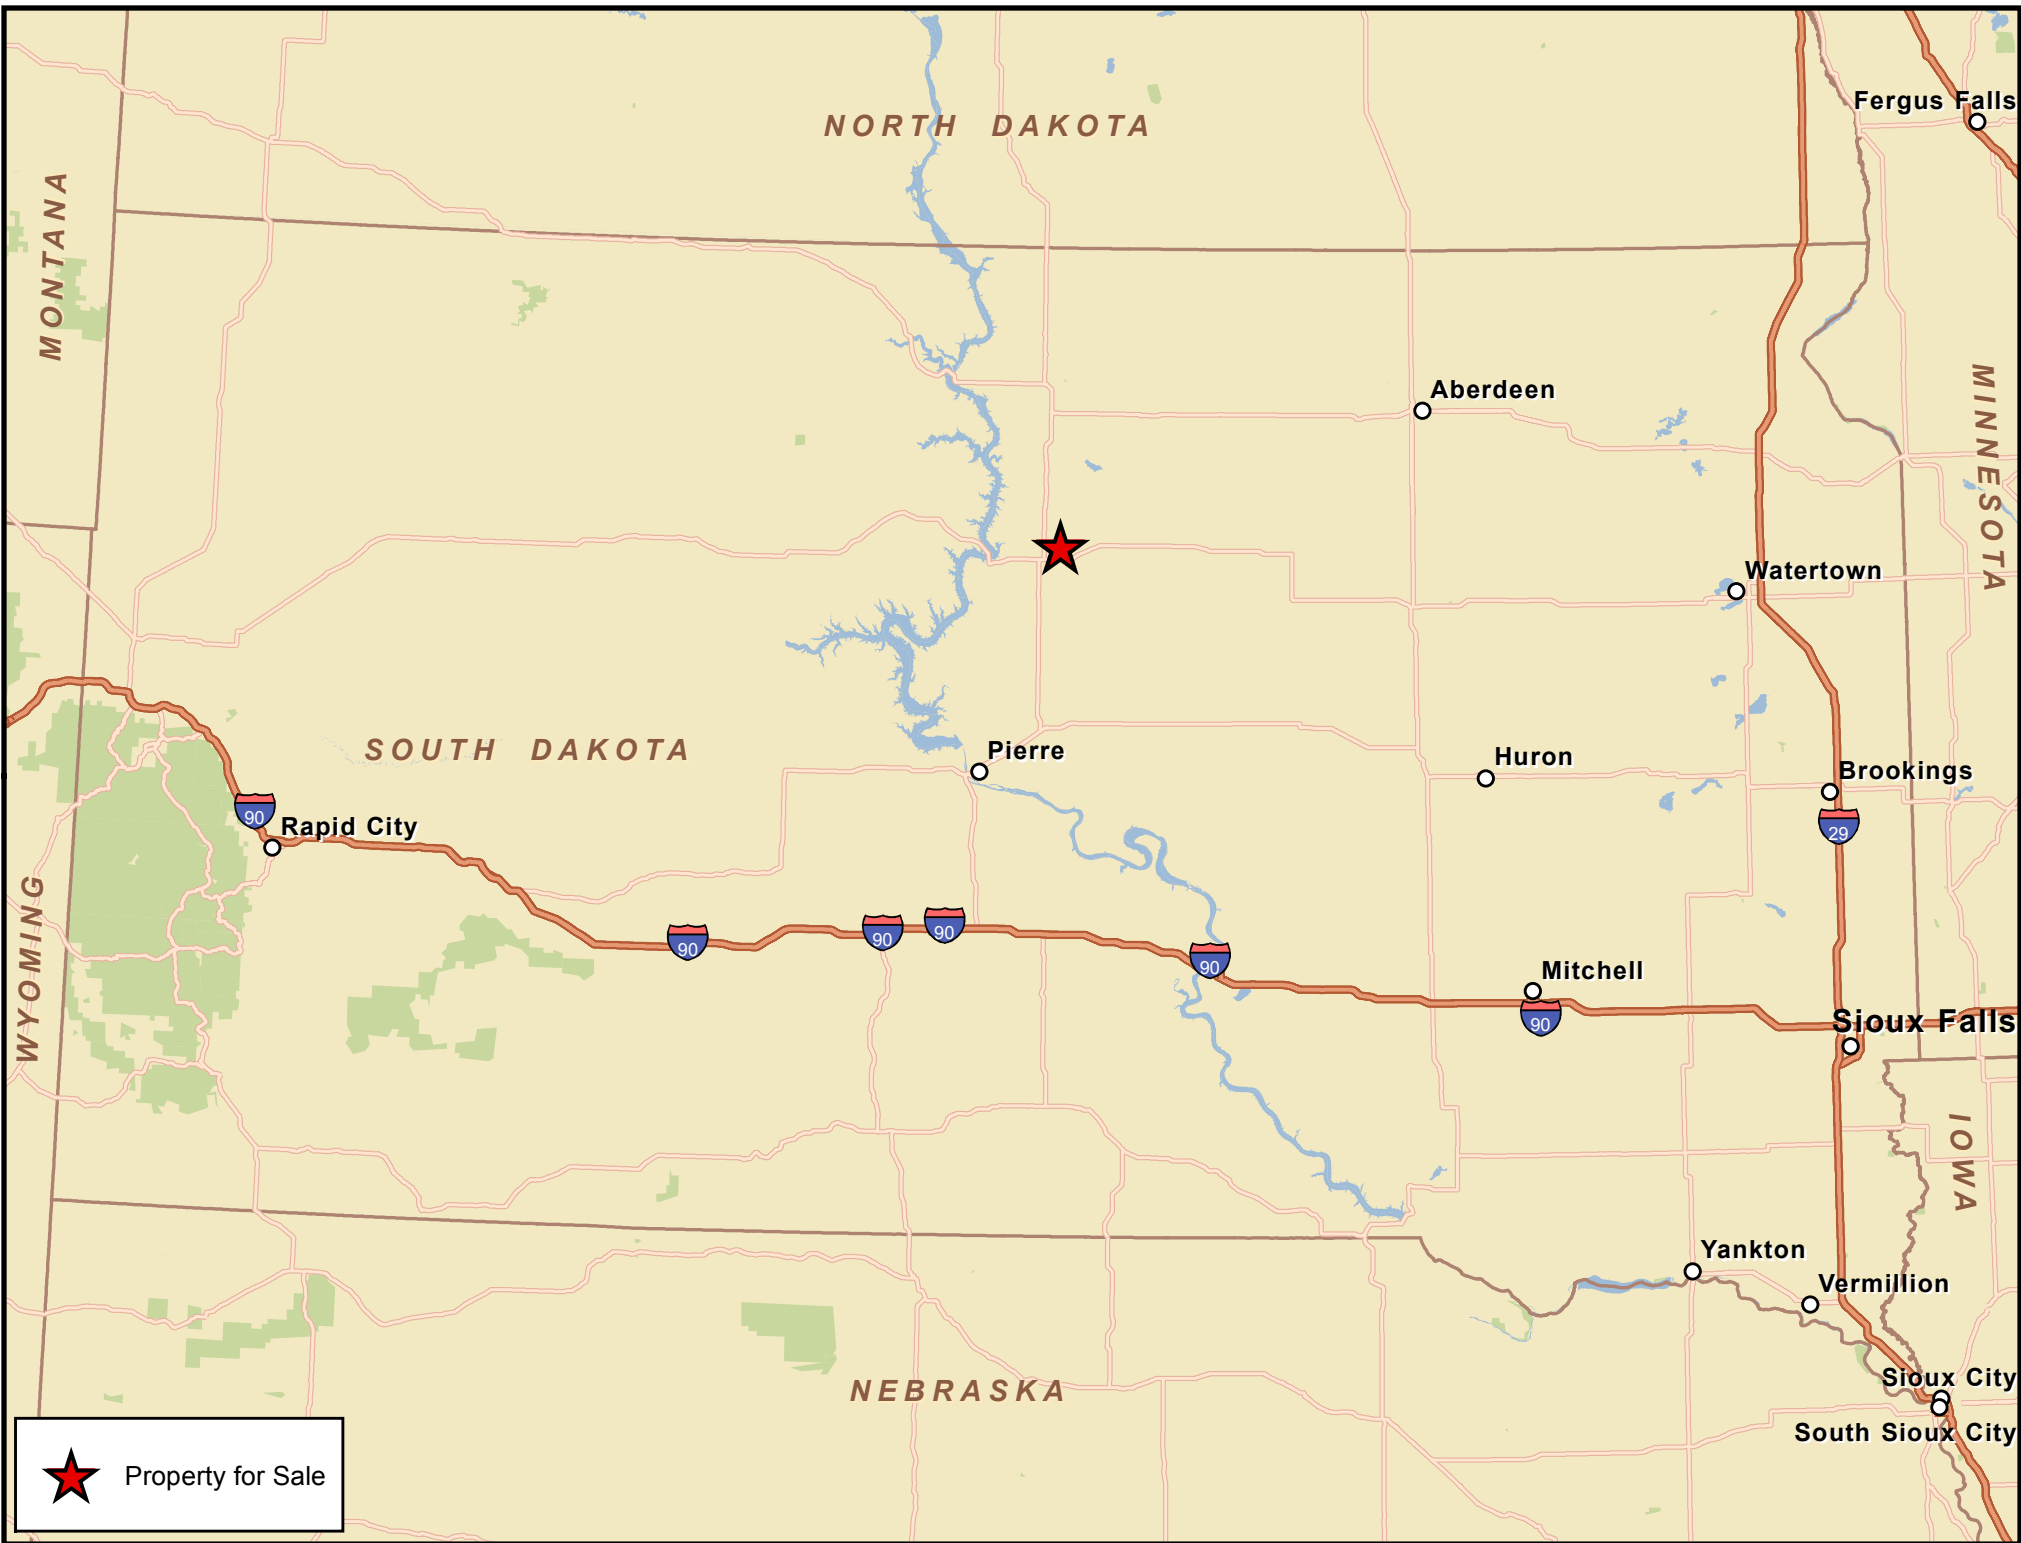 Fergus Falls
NORTH DAKOTA
MONTANA
MINNESOTA
Aberdeen
Watertown
SOUTH DAKOTA
Pierre
Huron
Brookings
90
Rapid City
29
WYOMING
90
90
90
90
Mitchell
90
Sioux Falls
IOWA
Yankton
Vermillion
NEBRASKA
Sioux City
South Sioux City
Property for Sale